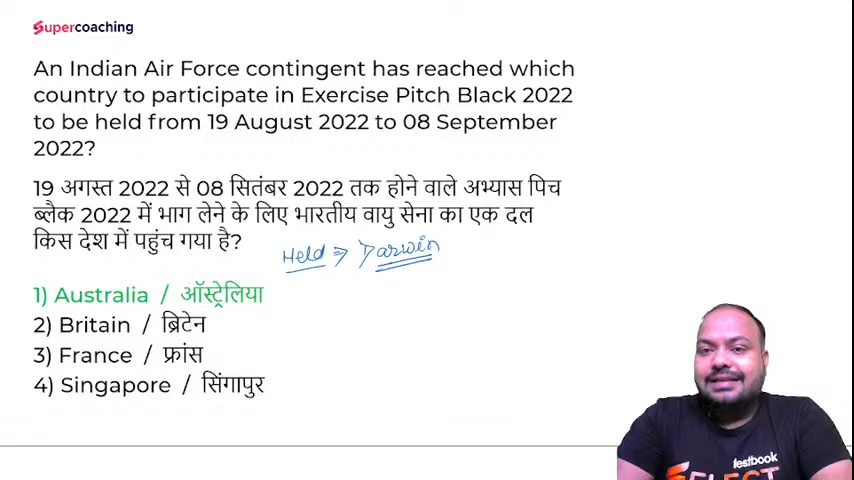 Supercoaching
An Indian Air Force contingent has reached which
country to participate in Exercise Pitch Black 2022
to be held from 19 August 2022 to 08 September
2022?
19 अगस्त 2022 से 08 सितंबर 2022 तक होने वाले अभ्यास पिच
ब्लैक 2022 में भाग लेने के लिए भारतीय वायु सेना का एक दल
किस देश में पहुंच गया है?
Held ⇒ Darwin
1) Australia / ऑस्ट्रेलिया
2) Britain / ब्रिटेन
3) France / फ्रांस
4) Singapore / सिंगापुर
testbook
SELECT